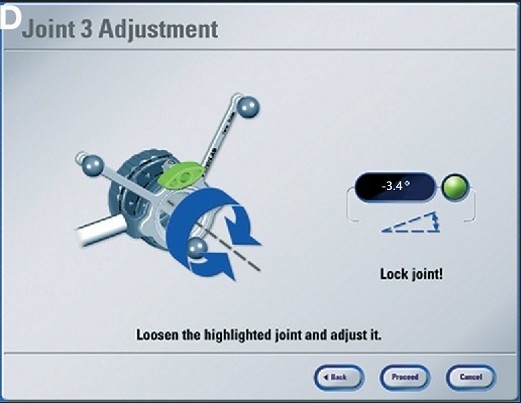 D
Joint 3 Adjustment
-3.4°
Lock joint!
Loosen the highlighted joint and adjust it.
Back
Proceed
Cancel